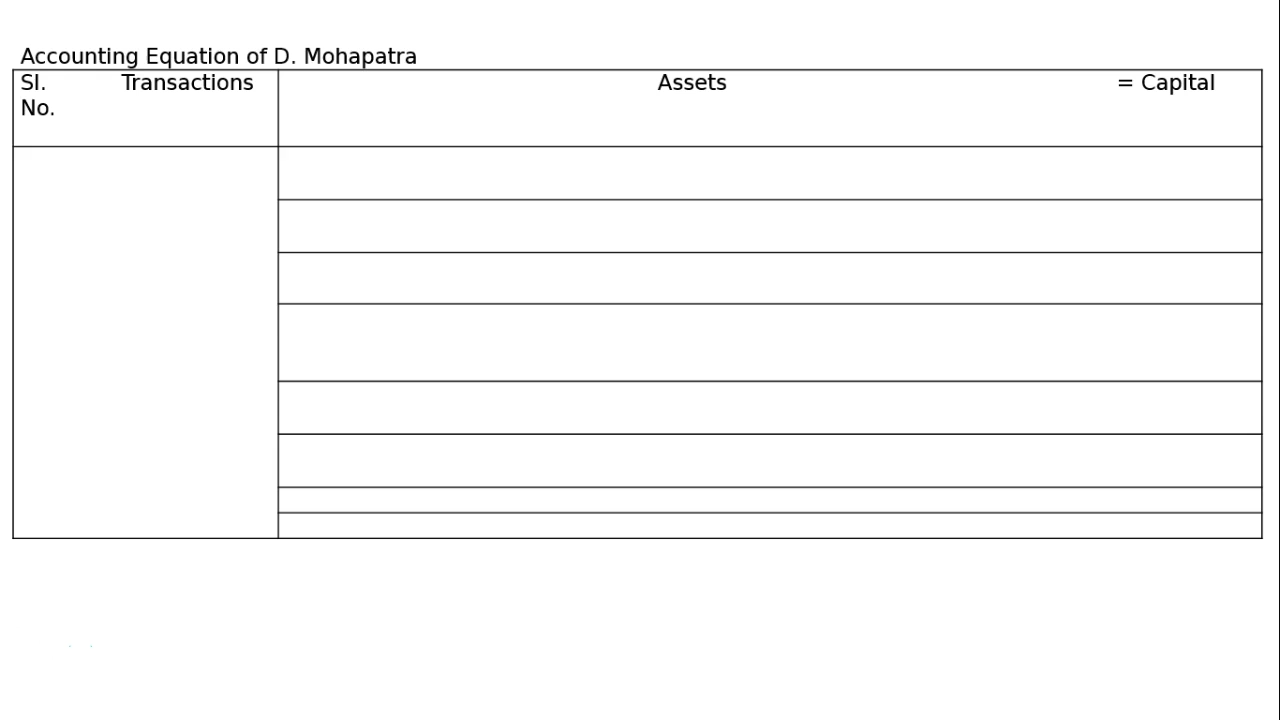 Accounting Equation of D. Mohapatra
Sl. Transactions Assets = Capital
No.